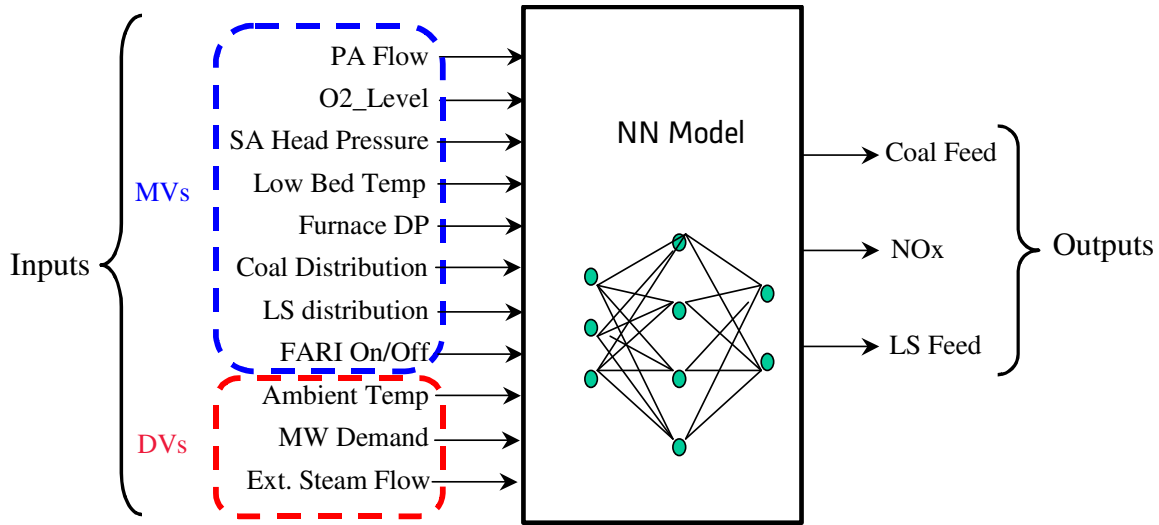 Inputs
MVs
PA Flow
O2_Level
SA Head Pressure
Low Bed Temp
Furnace DP
Coal Distribution
LS distribution
FARI On/Off
DVs
Ambient Temp
MW Demand
Ext. Steam Flow
NN Model
Coal Feed
NOx
LS Feed
Outputs